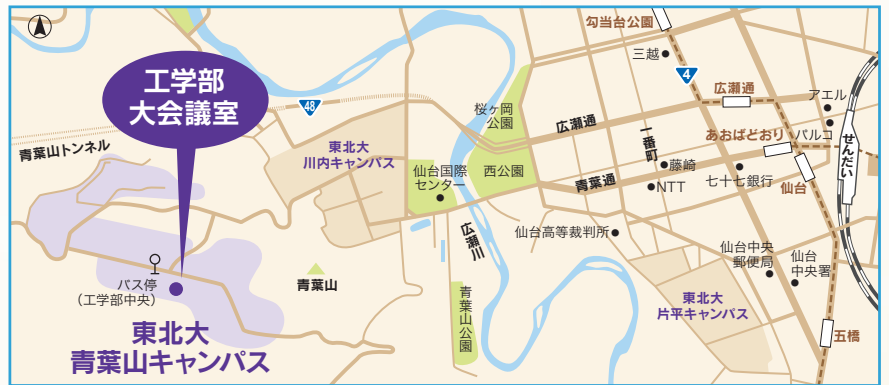 工学部
大会議室
青葉山トンネル
48
東北大
川内キャンパス
仙台国際
センター
桜ヶ岡
公園
西公園
広瀬通
青葉通
広瀬川
勾当台公園
三越
4
広瀬通
アエル
あおばどおり
パルコ
せんだい
一番町
藤崎
NTT
七十七銀行
仙台
仙台高等裁判所
仙台中央
郵便局
仙台
中央署
東北大
片平キャンパス
五橋
バス停
(工学部中央)
青葉山
青葉山公園
東北大
青葉山キャンパス